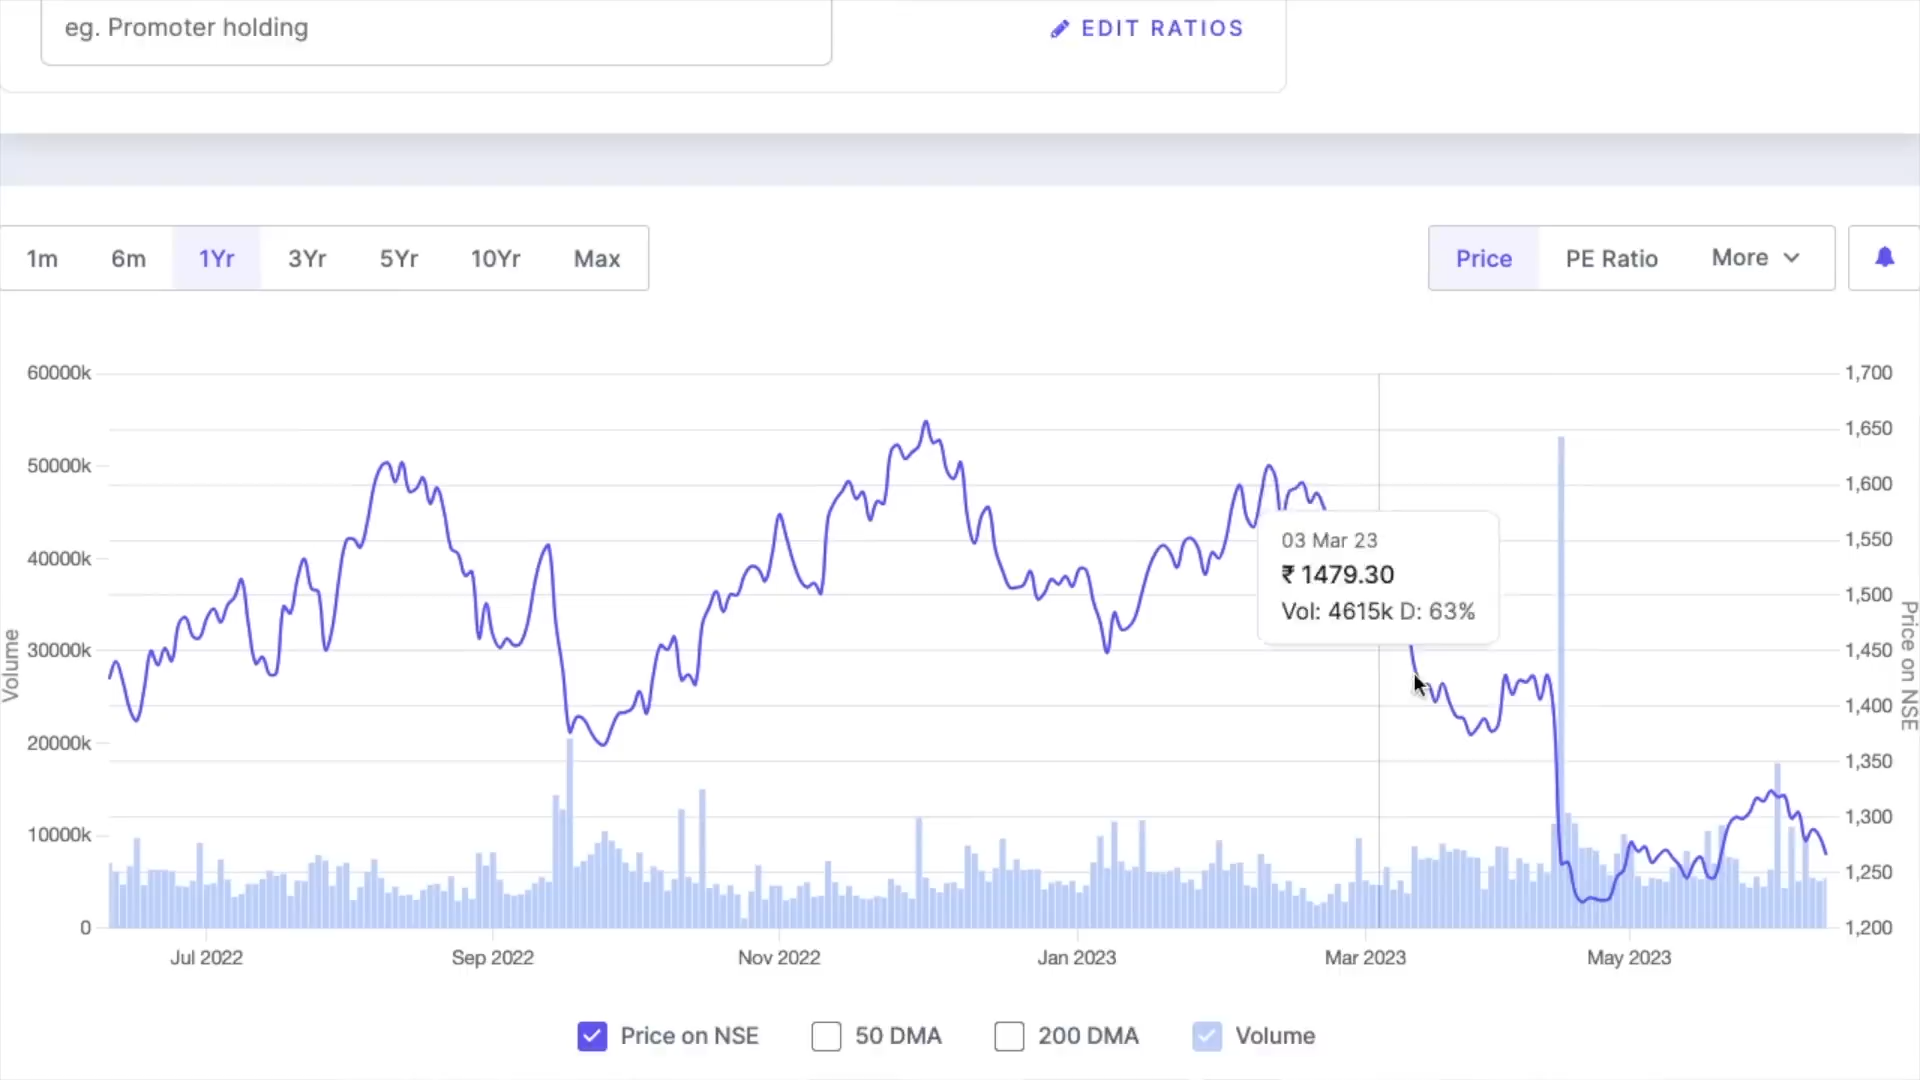 eg. Promoter holding
EDIT RATIOS
1m 6m 1Yr 3Yr 5Yr 10Yr Max
Price PE Ratio More
60000k
50000k
40000k
30000k
20000k
10000k
0
Volume
1,700
1,650
1,600
1,550
1,500
1,450
1,400
1,350
1,300
1,250
1,200
Price on NSE
03 Mar 23
₹ 1479.30
Vol: 4615k D: 63%
Jul 2022 Sep 2022 Nov 2022 Jan 2023 Mar 2023 May 2023
Price on NSE 50 DMA 200 DMA Volume